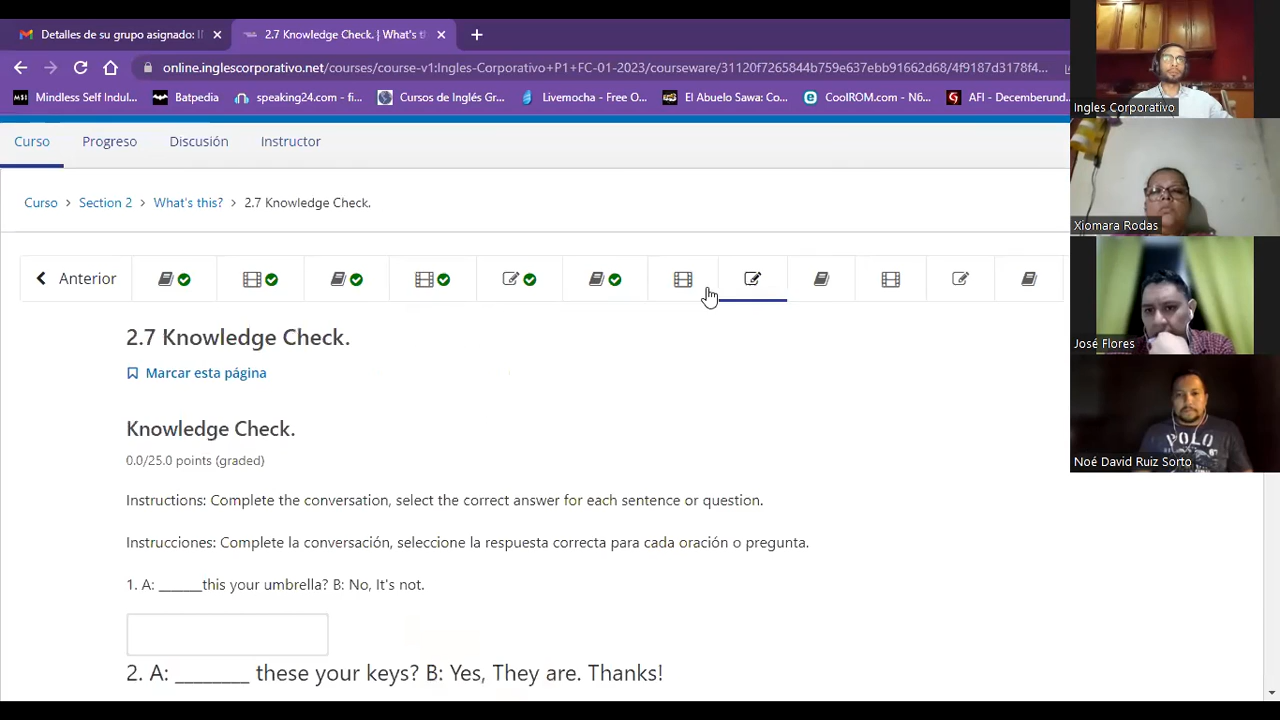 Detalles de su grupo asignado: I
2.7 Knowledge Check. | What's t
online.inglescorporativo.net/courses/course-v1:Ingles-Corporativo+P1+FC-01-2023/courseware/31120f7265844b759e637ebb91662d68/4f9187d3178f4...
Mindless Self Indul...
Batpedia
speaking24.com - fi...
Cursos de Inglés Gr...
Livemocha - Free O...
El Abuelo Sawa: Co...
CoolROM.com - N6...
AFI - Decemberund...
Curso
Progreso
Discusión
Instructor
Curso > Section 2 > What's this? > 2.7 Knowledge Check.
Anterior
2.7 Knowledge Check.
Marcar esta página
Knowledge Check.
0.0/25.0 points (graded)
Instructions: Complete the conversation, select the correct answer for each sentence or question.
Instrucciones: Complete la conversación, seleccione la respuesta correcta para cada oración o pregunta.
1. A: ______this your umbrella? B: No, It's not.
2. A: _______ these your keys? B: Yes, They are. Thanks!
Ingles Corporativo
Xiomara Rodas
José Flores
POLO
Noé David Ruiz Sorto